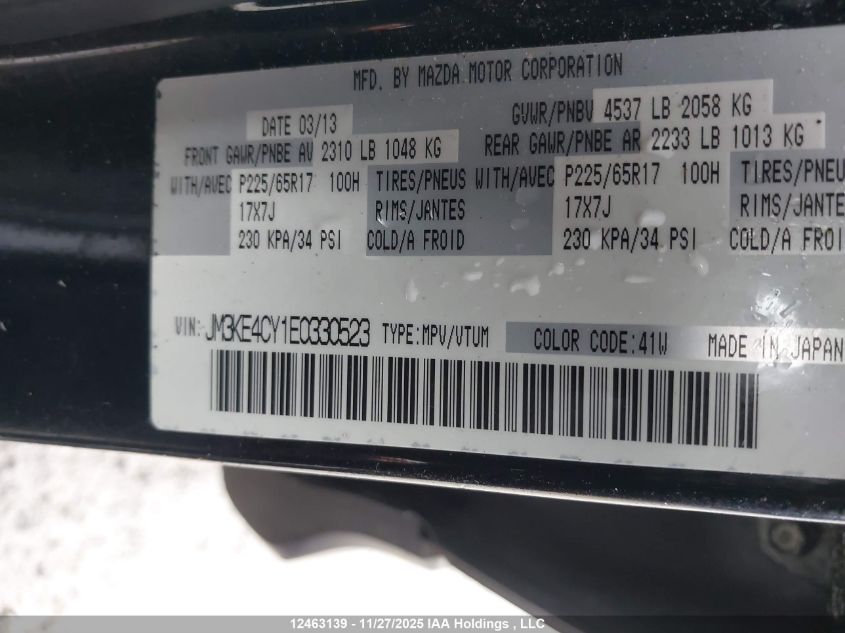 MFD. BY MAZDA MOTOR CORPORATION
DATE 03/13 GVWR/PNBV 4537 LB 2058 KG
FRONT GAWR/PNBE AV 2310 LB 1048 KG REAR GAWR/PNBE AR 2233 LB 1013 KG
WITH/AVEC P225/65R17 100H TIRES/PNEUS WITH/AVEC P225/65R17 100H TIRES/PNEUS
17X7J RIMS/JANTES 17X7J RIMS/JANTES
230 KPA/34 PSI COLD/A FROID 230 KPA/34 PSI COLD/A FROI
VIN: JM3KE4CY1E0330523 TYPE:MPV/VTUM COLOR CODE:41W MADE IN JAPAN
12463139 - 11/27/2025 IAA Holdings , LLC